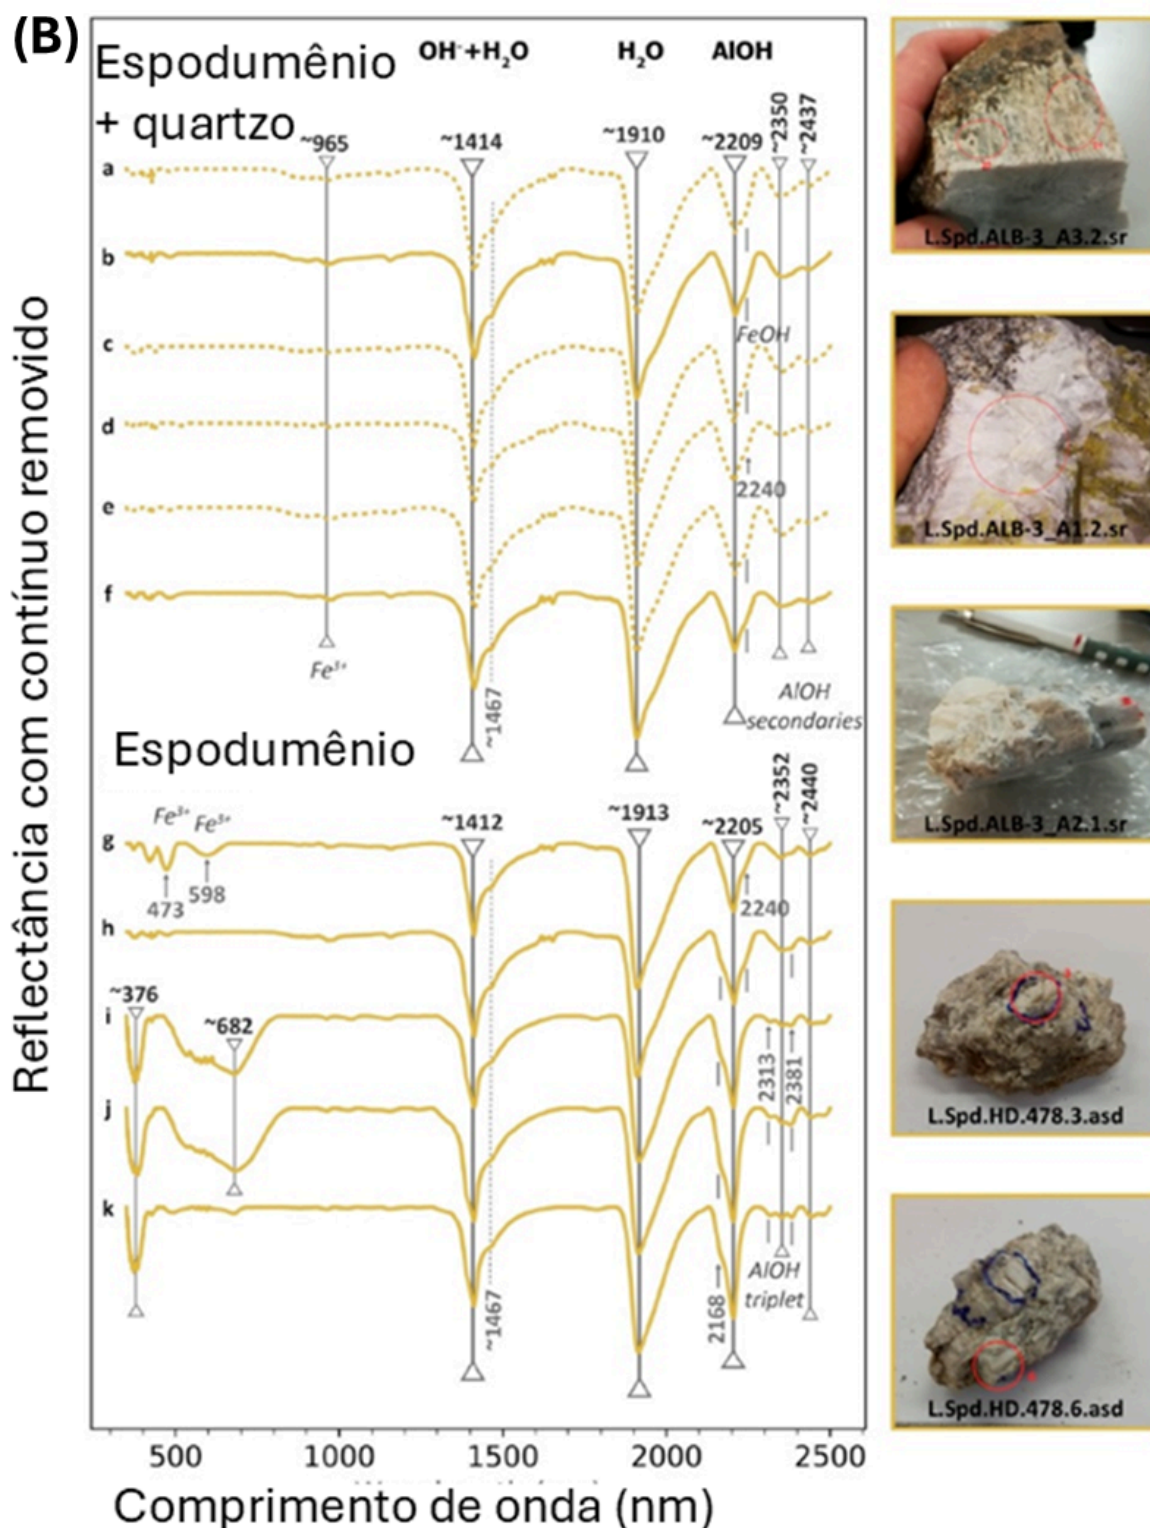 (B)
Espodumênio
+ quartzo
OH⁻+H₂O
H₂O
AlOH
~965
~1414
~1910
~2209
~2350
~2437
a
b
FeOH
c
d
2240
e
f
Fe³⁺
~1467
AlOH
secondaries
Espodumênio
Fe³⁺
Fe³⁺
~1412
~1913
~2205
~2352
~2440
g
473
598
2240
h
~376
~682
i
2313
2381
j
k
2168
~1467
AlOH
triplet
500
1000
1500
2000
2500
Comprimento de onda (nm)
Reflectância com contínuo removido
L.Spd.ALB-3_A3.2.sr
L.Spd.ALB-3_A1.2.sr
L.Spd.ALB-3_A2.1.sr
L.Spd.HD.478.3.asd
L.Spd.HD.478.6.asd